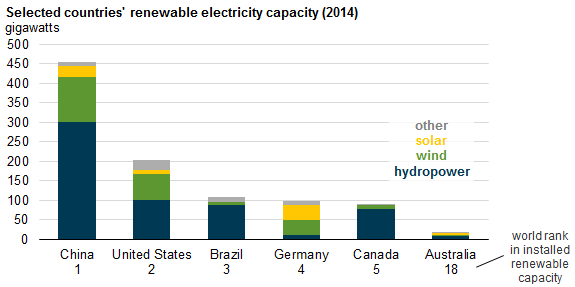 Selected countries' renewable electricity capacity (2014)
gigawatts
500
450
400
350
300
250
200
150
100
50
0
other
solar
wind
hydropower
China United States Brazil Germany Canada Australia
1 2 3 4 5 18
world rank
in installed
renewable
capacity